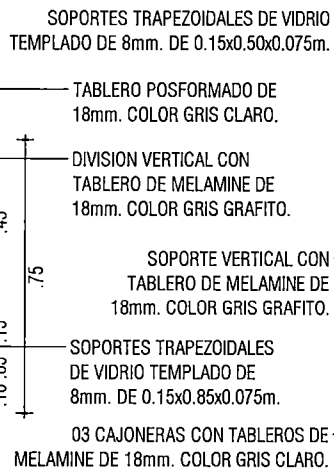 SOPORTES TRAPEZOIDALES DE VIDRIO
TEMPLADO DE 8mm. DE 0.15x0.50x0.075m.
TABLERO POSFORMADO DE
18mm. COLOR GRIS CLARO.
DIVISION VERTICAL CON
TABLERO DE MELAMINE DE
18mm. COLOR GRIS GRAFITO.
.75
SOPORTE VERTICAL CON
TABLERO DE MELAMINE DE
18mm. COLOR GRIS GRAFITO.
SOPORTES TRAPEZOIDALES
DE VIDRIO TEMPLADO DE
8mm. DE 0.15x0.85x0.075m.
03 CAJONERAS CON TABLEROS DE
MELAMINE DE 18mm. COLOR GRIS CLARO.